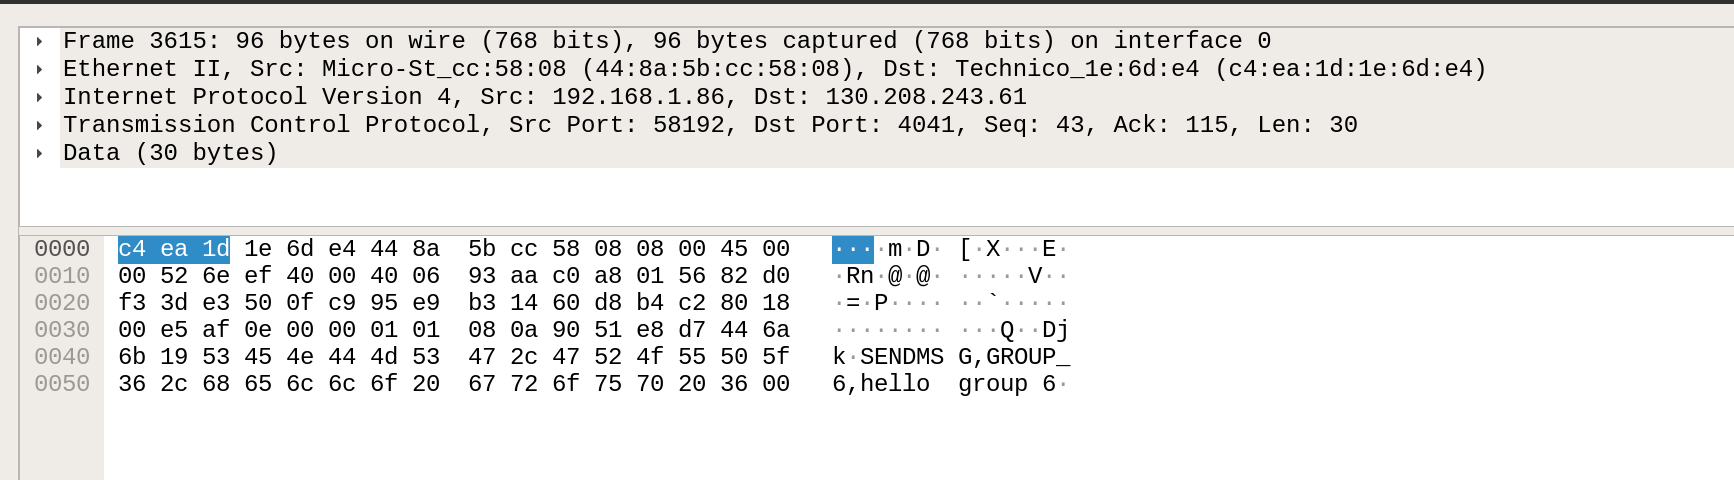 Frame 3615: 96 bytes on wire (768 bits), 96 bytes captured (768 bits) on interface 0
Ethernet II, Src: Micro-St_cc:58:08 (44:8a:5b:cc:58:08), Dst: Technico_1e:6d:e4 (c4:ea:1d:1e:6d:e4)
Internet Protocol Version 4, Src: 192.168.1.86, Dst: 130.208.243.61
Transmission Control Protocol, Src Port: 58192, Dst Port: 4041, Seq: 43, Ack: 115, Len: 30
Data (30 bytes)
0000 c4 ea 1d 1e 6d e4 44 8a 5b cc 58 08 08 00 45 00 ····m·D· [·X···E·
0010 00 52 6e ef 40 00 40 06 93 aa c0 a8 01 56 82 d0 ·Rn·@·@· ·····V··
0020 f3 3d e3 50 0f c9 95 e9 b3 14 60 d8 b4 c2 80 18 ·=·P···· ··`·····
0030 00 e5 af 0e 00 00 01 01 08 0a 90 51 e8 d7 44 6a ········ ···Q··Dj
0040 6b 19 53 45 4e 44 4d 53 47 2c 47 52 4f 55 50 5f k·SENDMS G,GROUP_
0050 36 2c 68 65 6c 6c 6f 20 67 72 6f 75 70 20 36 00 6,hello group 6·